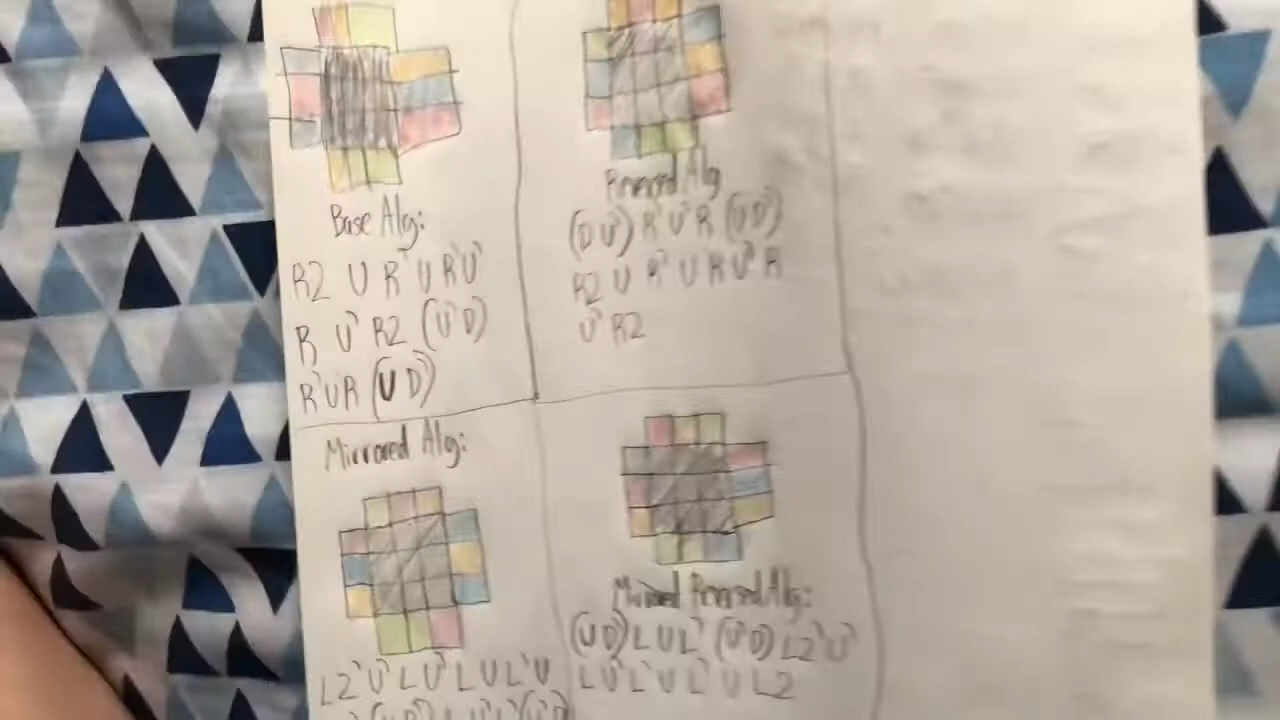 Base Alg:
R2 U R' U R' U'
R U' R2 (U' D)
R' U R (U D')
Reversed Alg
(D U') R' U' R (U D')
R2 U R' U R U' R
U' R2
Mirrored Alg:
L2' U' L U' L U L' U
Mirrored Reversed Alg:
(U D') L U L' (U' D) L2' U'
L U' L' U L' U L2